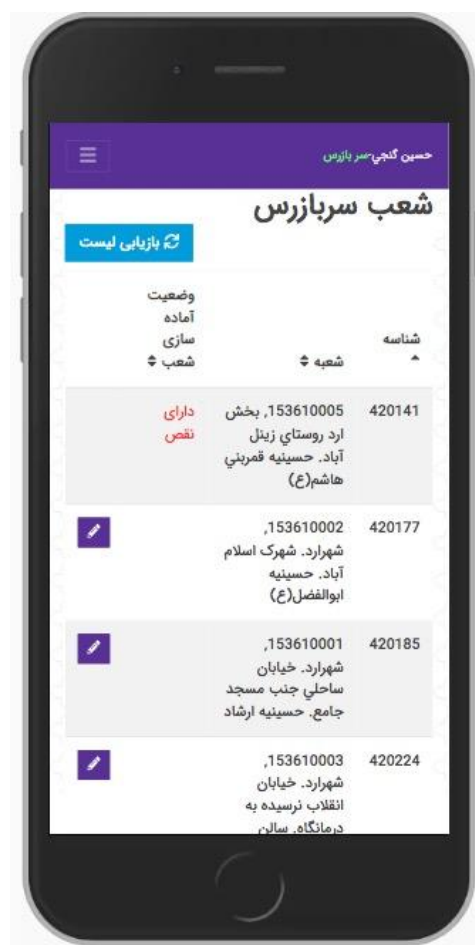 حسين گنجي-سر بازرس
شعب سربازرس
بازیابی لیست
شناسه
شعبه
وضعیت
آماده
سازی
شعب
420141
153610005, بخش
ارد روستاي زينل
آباد. حسينيه قمربني
هاشم(ع)
دارای
نقص
420177
153610002,
شهرارد. شهرک اسلام
آباد. حسينيه
ابوالفضل(ع)
420185
153610001,
شهرارد. خيابان
ساحلي جنب مسجد
جامع. حسينيه ارشاد
420224
153610003,
شهرارد. خيابان
انقلاب نرسيده به
درمانگاه. سالن